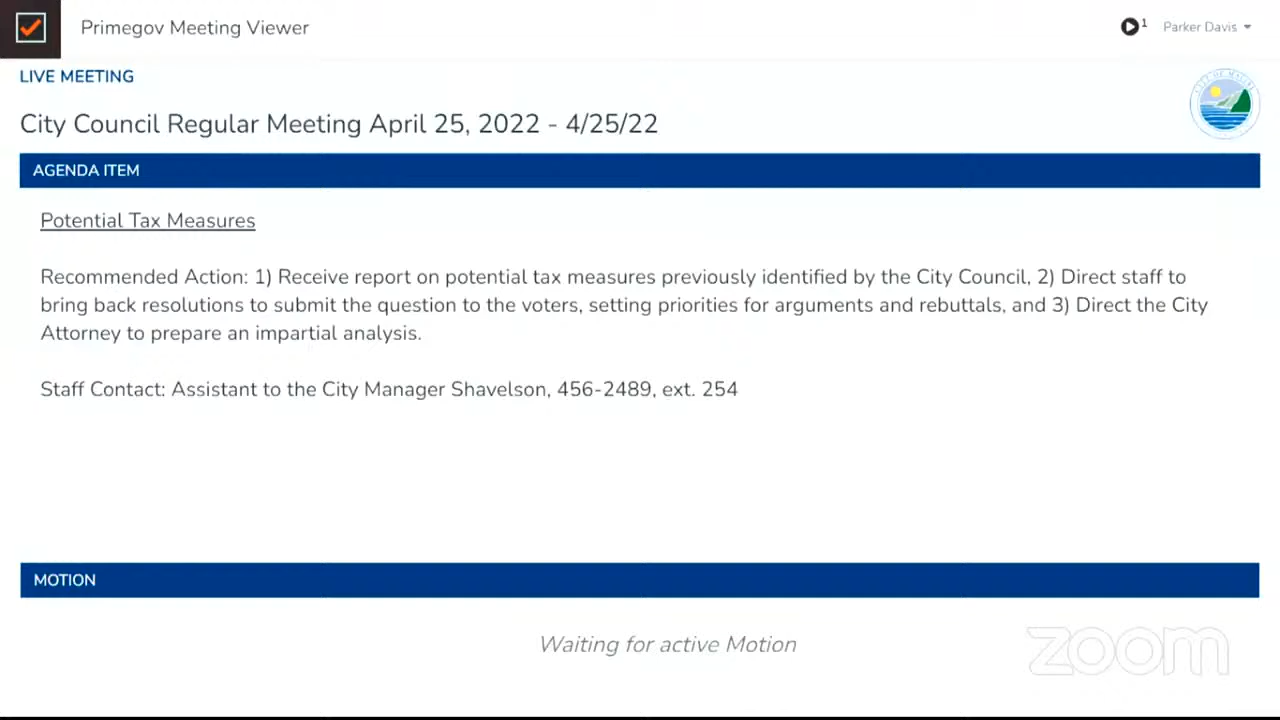 Primegov Meeting Viewer
1
Parker Davis
LIVE MEETING
City Council Regular Meeting April 25, 2022 - 4/25/22
AGENDA ITEM
Potential Tax Measures
Recommended Action: 1) Receive report on potential tax measures previously identified by the City Council, 2) Direct staff to
bring back resolutions to submit the question to the voters, setting priorities for arguments and rebuttals, and 3) Direct the City
Attorney to prepare an impartial analysis.
Staff Contact: Assistant to the City Manager Shavelson, 456-2489, ext. 254
MOTION
Waiting for active Motion
zoom